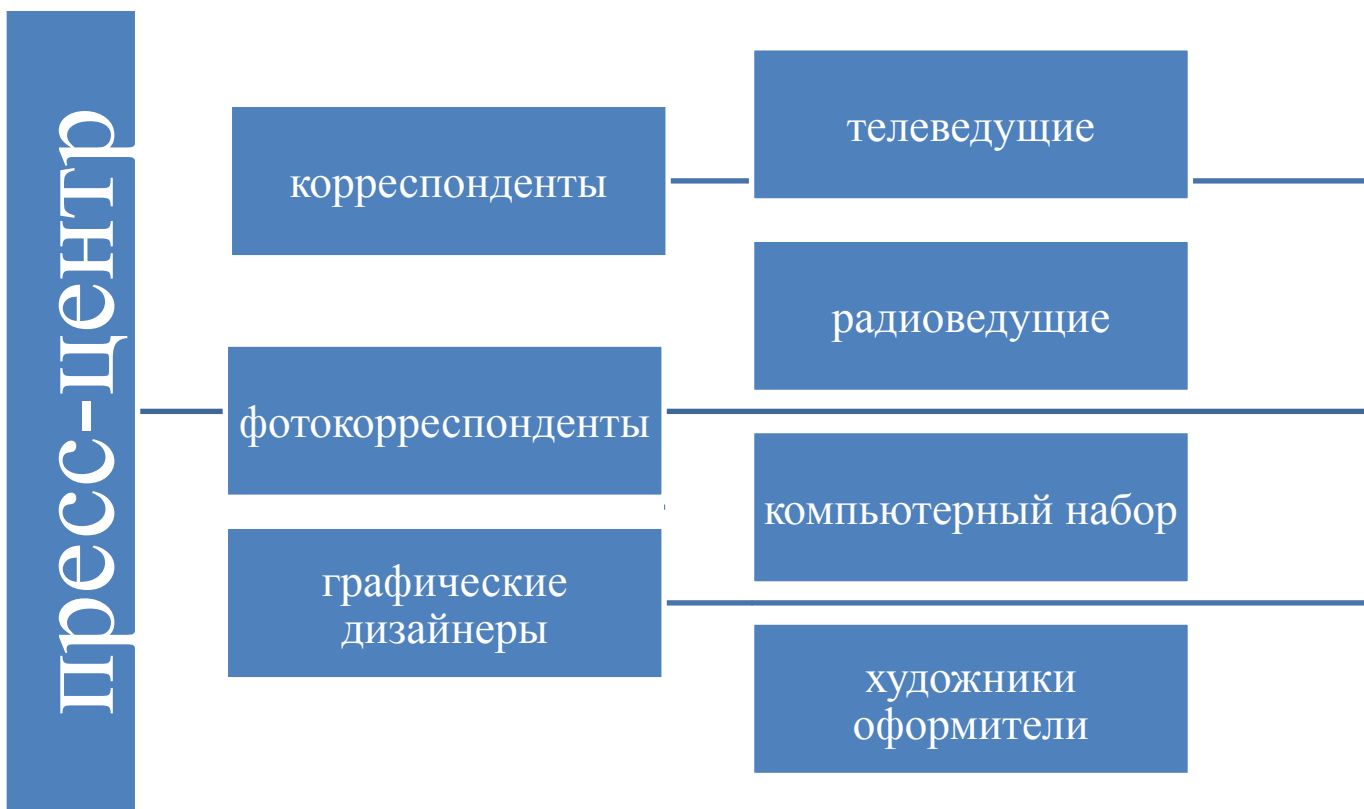 пресс-центр
корреспонденты
фотокорреспонденты
графические
дизайнеры
телеведущие
радиоведущие
компьютерный набор
художники
оформители